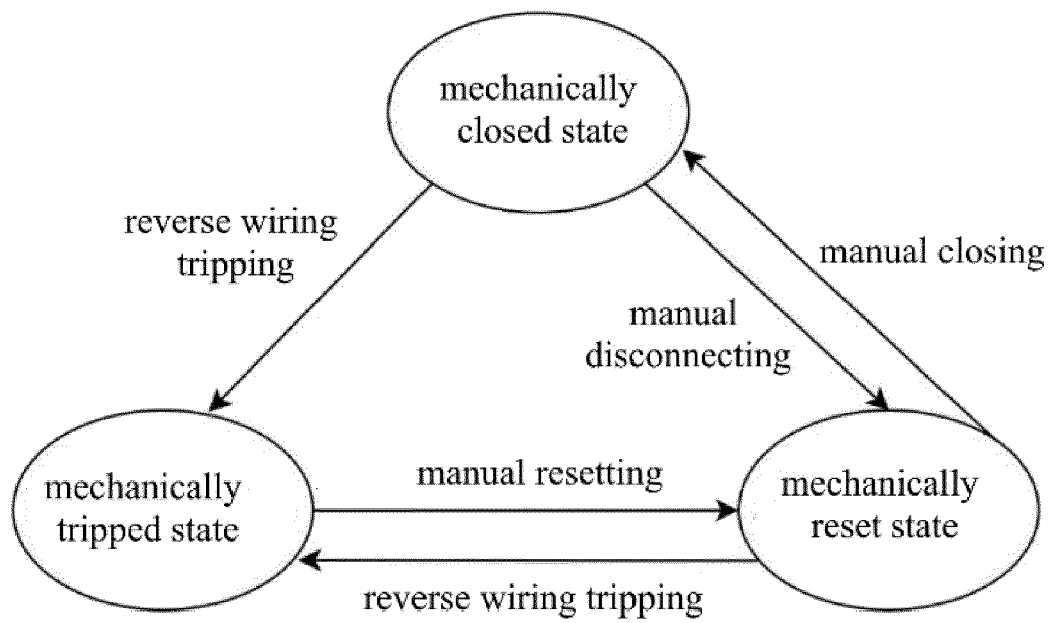 mechanically
closed state
reverse wiring
tripping
manual closing
manual
disconnecting
mechanically
tripped state
manual resetting
mechanically
reset state
reverse wiring tripping